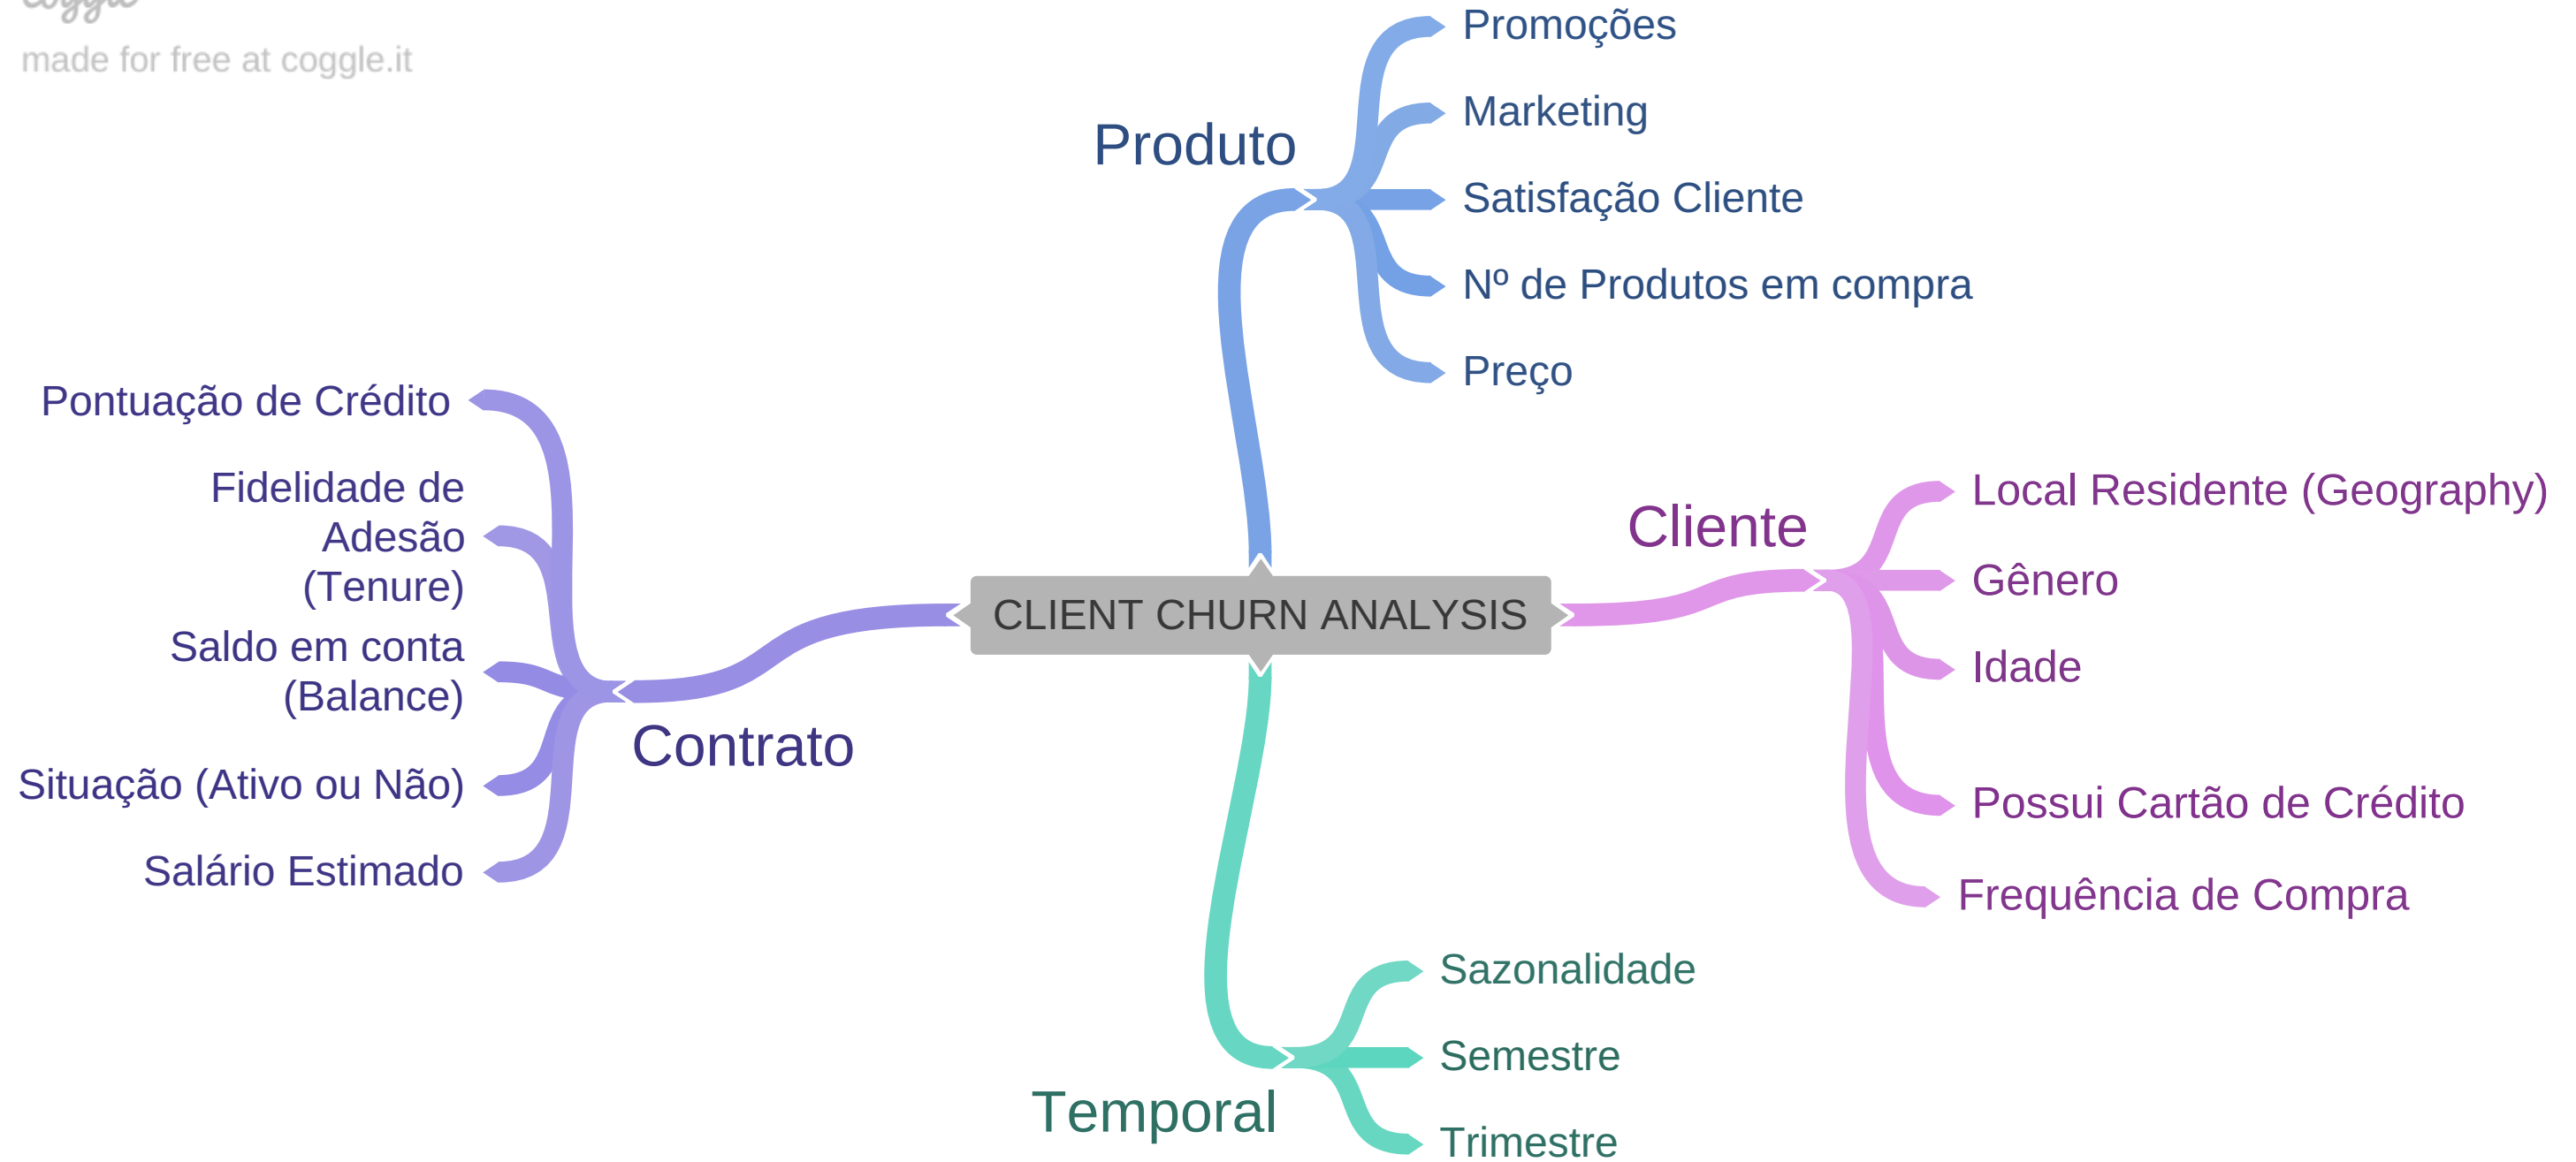 coggle
made for free at coggle.it
Produto
Promoções
Marketing
Satisfação Cliente
Nº de Produtos em compra
Preço
Pontuação de Crédito
Fidelidade de
Adesão
(Tenure)
Saldo em conta
(Balance)
Situação (Ativo ou Não)
Salário Estimado
Contrato
CLIENT CHURN ANALYSIS
Cliente
Local Residente (Geography)
Gênero
Idade
Possui Cartão de Crédito
Frequência de Compra
Temporal
Sazonalidade
Semestre
Trimestre